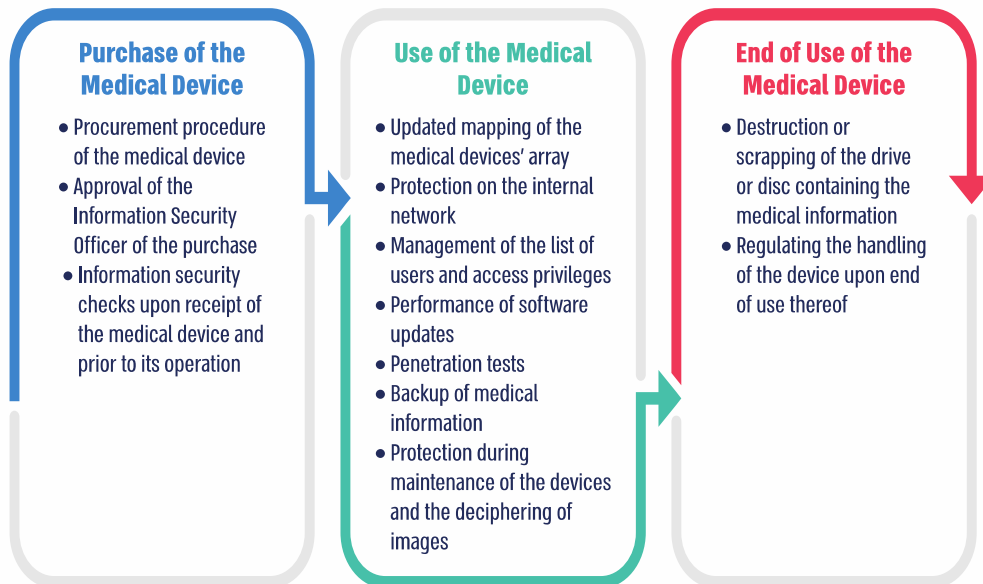 Purchase of the
Medical Device
• Procurement procedure
of the medical device
• Approval of the
Information Security
Officer of the purchase
• Information security
checks upon receipt of
the medical device and
prior to its operation
Use of the Medical
Device
• Updated mapping of the
medical devices' array
• Protection on the internal
network
• Management of the list of
users and access privileges
• Performance of software
updates
• Penetration tests
• Backup of medical
information
• Protection during
maintenance of the devices
and the deciphering of
images
End of Use of the
Medical Device
• Destruction or
scrapping of the drive
or disc containing the
medical information
• Regulating the handling
of the device upon end
of use thereof